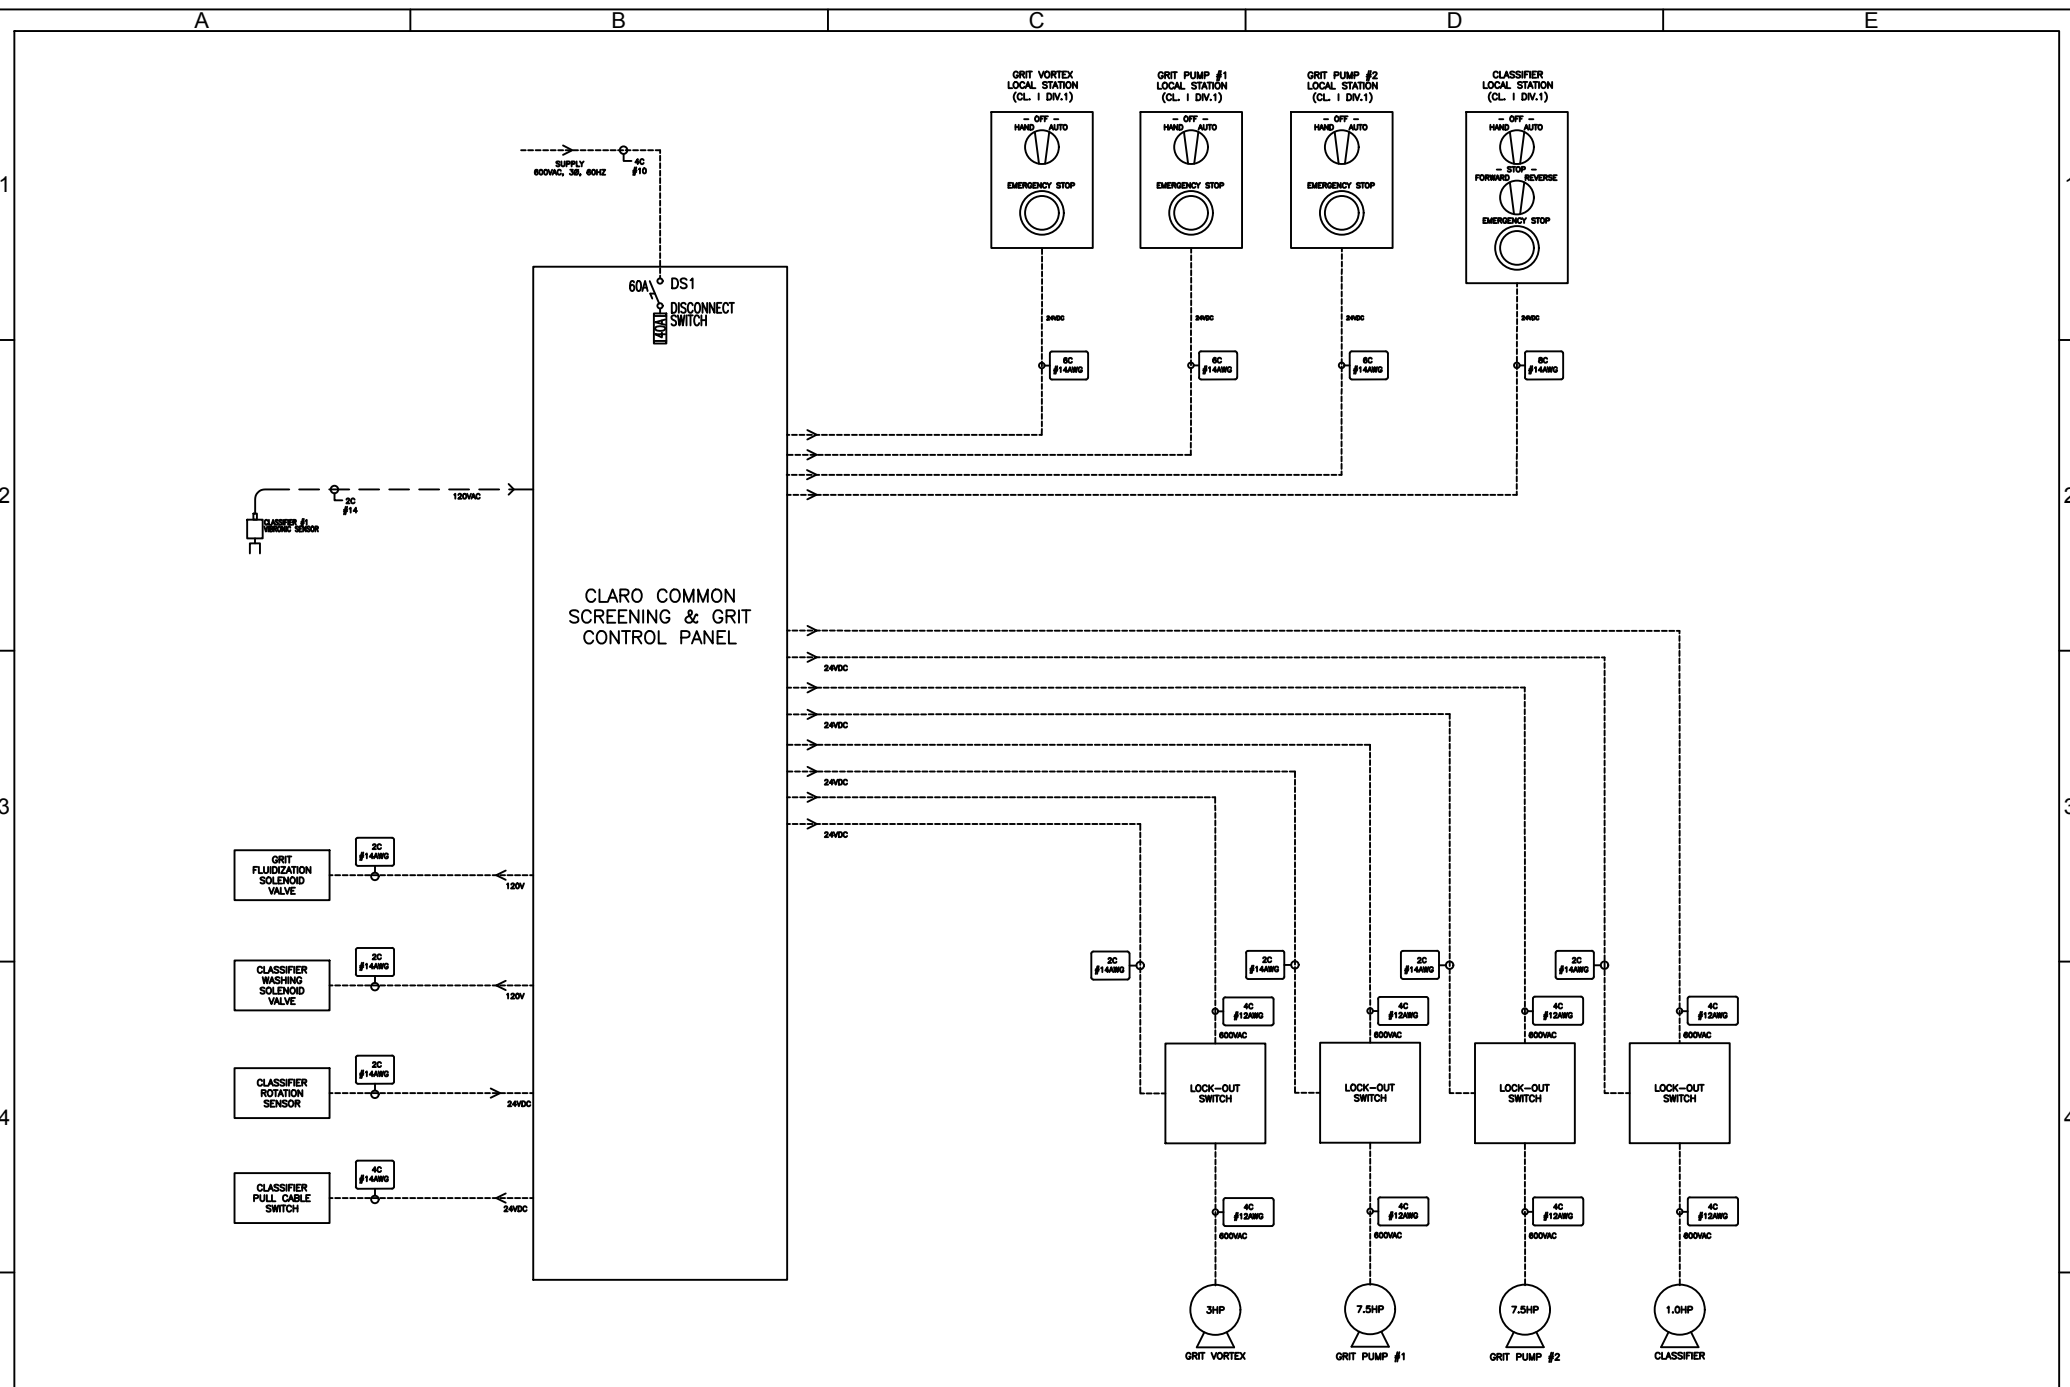 A B C D E
1
1
2
2
3
3
4
4
SUPPLY
600VAC, 3Ø, 60HZ
4C
#10
60A
DS1
DISCONNECT
SWITCH
40A
CLARO COMMON
SCREENING & GRIT
CONTROL PANEL
GRIT VORTEX
LOCAL STATION
(CL. I DIV.1)
- OFF -
HAND AUTO
EMERGENCY STOP
24VDC
6C
#14AWG
GRIT PUMP #1
LOCAL STATION
(CL. I DIV.1)
- OFF -
HAND AUTO
EMERGENCY STOP
24VDC
6C
#14AWG
GRIT PUMP #2
LOCAL STATION
(CL. I DIV.1)
- OFF -
HAND AUTO
EMERGENCY STOP
24VDC
6C
#14AWG
CLASSIFIER
LOCAL STATION
(CL. I DIV.1)
- OFF -
HAND AUTO
- STOP -
FORWARD REVERSE
EMERGENCY STOP
24VDC
#14AWG
2C
#14
120VAC
CLASSIFIER #1
VIBRONIC SENSOR
24VDC
24VDC
24VDC
24VDC
GRIT
FLUIDIZATION
SOLENOID
VALVE
2C
#14AWG
120V
CLASSIFIER
WASHING
SOLENOID
VALVE
2C
#14AWG
120V
CLASSIFIER
ROTATION
SENSOR
2C
#14AWG
24VDC
CLASSIFIER
PULL CABLE
SWITCH
4C
#14AWG
24VDC
2C
#14AWG
4C
#12AWG
600VAC
LOCK-OUT
SWITCH
4C
#12AWG
600VAC
3HP
GRIT VORTEX
2C
#14AWG
4C
#12AWG
600VAC
LOCK-OUT
SWITCH
4C
#12AWG
600VAC
7.5HP
GRIT PUMP #1
2C
#14AWG
4C
#12AWG
600VAC
LOCK-OUT
SWITCH
4C
#12AWG
600VAC
7.5HP
GRIT PUMP #2
2C
#14AWG
4C
#12AWG
600VAC
LOCK-OUT
SWITCH
4C
#12AWG
600VAC
1.0HP
CLASSIFIER